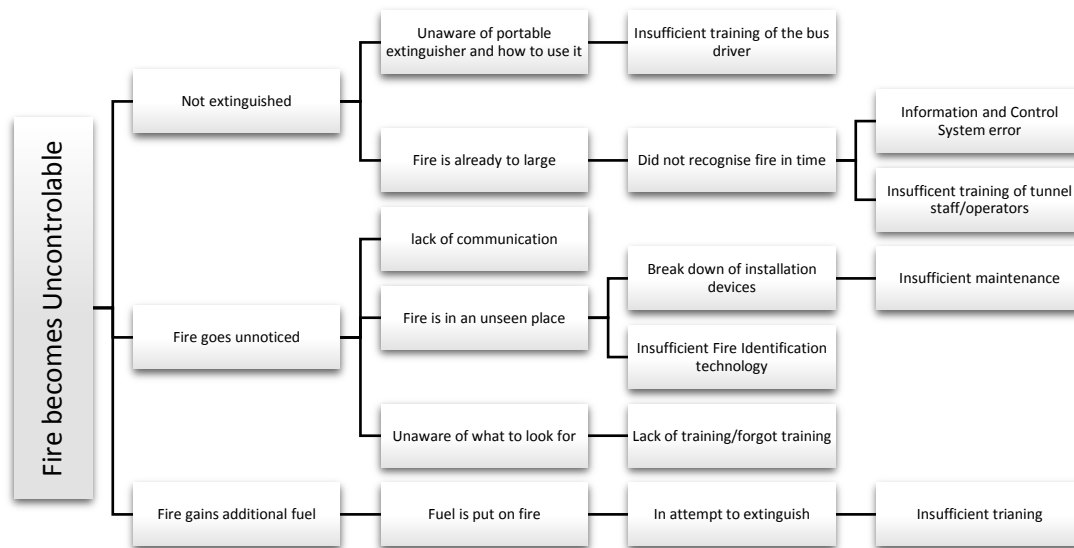 Fire becomes Uncontrolable
Not extinguished
Unaware of portable
extinguisher and how to use it
Insufficient training of the bus
driver
Fire is already to large
Did not recognise fire in time
Information and Control
System error
Insufficent training of tunnel
staff/operators
Fire goes unnoticed
lack of communication
Fire is in an unseen place
Break down of installation
devices
Insufficient maintenance
Insufficient Fire Identification
technology
Unaware of what to look for
Lack of training/forgot training
Fire gains additional fuel
Fuel is put on fire
In attempt to extinguish
Insufficient trianing